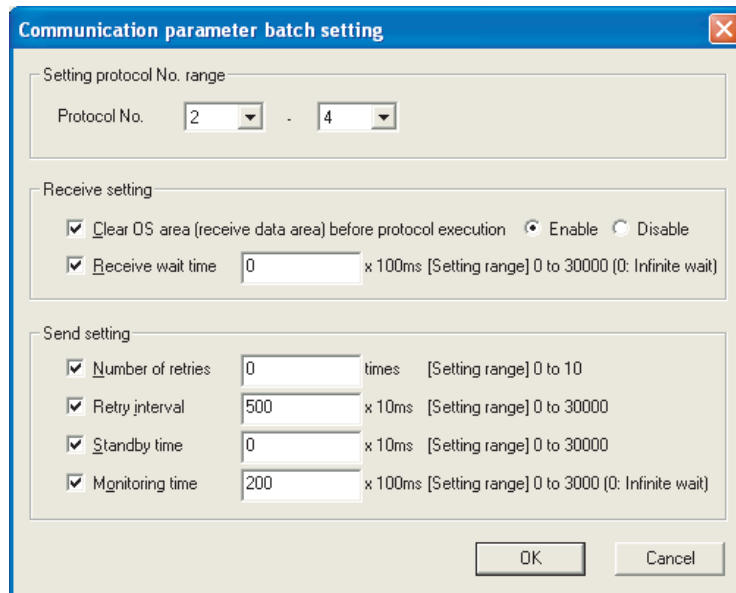 Communication parameter batch setting
Setting protocol No. range
Protocol No. 2 - 4
Receive setting
Clear OS area (receive data area) before protocol execution Enable Disable
Receive wait time 0 x 100ms [Setting range] 0 to 30000 (0: Infinite wait)
Send setting
Number of retries 0 times [Setting range] 0 to 10
Retry interval 500 x 10ms [Setting range] 0 to 30000
Standby time 0 x 10ms [Setting range] 0 to 30000
Monitoring time 200 x 100ms [Setting range] 0 to 3000 (0: Infinite wait)
OK Cancel